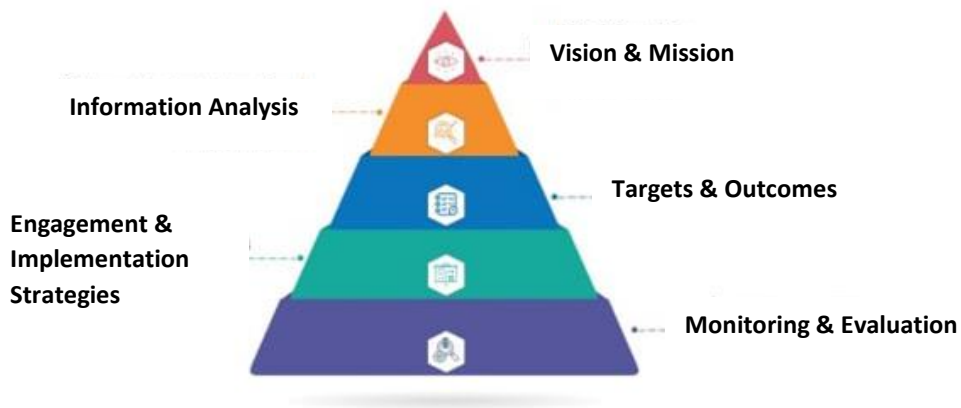 Vision & Mission
Information Analysis
Targets & Outcomes
Engagement &
Implementation
Strategies
Monitoring & Evaluation